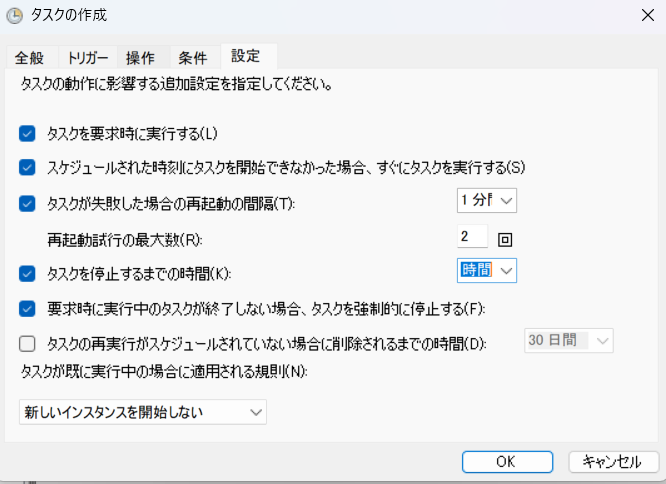 タスクの作成
全般 トリガー 操作 条件 設定
タスクの動作に影響する追加設定を指定してください。
タスクを要求時に実行する(L)
スケジュールされた時刻にタスクを開始できなかった場合、すぐにタスクを実行する(S)
タスクが失敗した場合の再起動の間隔(T): 1 分
再起動試行の最大数(R): 2 回
タスクを停止するまでの時間(K): 時間
要求時に実行中のタスクが終了しない場合、タスクを強制的に停止する(F):
タスクの再実行がスケジュールされていない場合に削除されるまでの時間(D): 30 日間
タスクが既に実行中の場合に適用される規則(N):
新しいインスタンスを開始しない
OK キャンセル